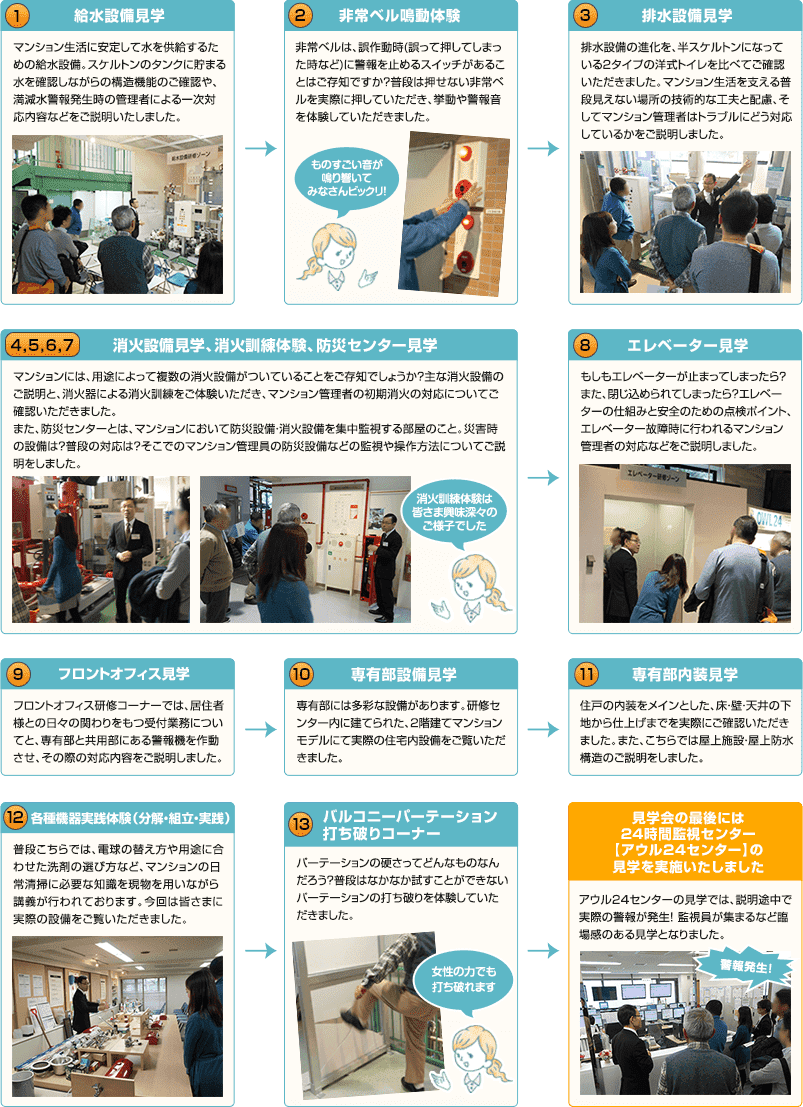 1 給水設備見学
マンション生活に安定して水を供給するた
めの給水設備。スケルトンのタンクに貯まる
水を確認しながらの構造機能のご確認や、
満減水警報発生時の管理者による一次対
応内容などをご説明いたしました。
給水設備研修ゾーン
2 非常ベル鳴動体験
非常ベルは、誤作動時(誤って押してしまっ
た時など)に警報を止めるスイッチがあるこ
とはご存知ですか?普段は押せない非常ベ
ルを実際に押していただき、挙動や警報音
を体験していただきました。
ものすごい音が
鳴り響いて
みなさんビックリ!
3 排水設備見学
排水設備の進化を、半スケルトンになって
いる2タイプの洋式トイレを比べてご確認
いただきました。マンション生活を支える普
段見えない場所の技術的な工夫と配慮、そ
してマンション管理者はトラブルにどう対応
しているかをご説明しました。
4,5,6,7 消火設備見学、消火訓練体験、防災センター見学
マンションには、用途によって複数の消火設備がついていることをご存知でしょうか?主な消火設備の
ご説明と、消火器による消火訓練をご体験いただき、マンション管理者の初期消火の対応についてご
確認いただきました。
また、防災センターとは、マンションにおいて防災設備・消火設備を集中監視する部屋のこと。災害時
の設備は?普段の対応は?そこでのマンション管理員の防災設備などの監視や操作方法についてご説
明をしました。
消火訓練体験は
皆さま興味深々の
ご様子でした
8 エレベーター見学
もしもエレベーターが止まってしまったら?
また、閉じ込められてしまったら?エレベー
ターの仕組みと安全のための点検ポイント、
エレベーター故障時に行われるマンション
管理者の対応などをご説明しました。
エレベーター研修ゾーン
OWL24
9 フロントオフィス見学
フロントオフィス研修コーナーでは、居住者
様との日々の関わりをもつ受付業務につい
てと、専有部と共用部にある警報機を作動
させ、その際の対応内容をご説明しました。
10 専有部設備見学
専有部には多彩な設備があります。研修セ
ンター内に建てられた、2階建てマンション
モデルにて実際の住宅内設備をご覧いただ
きました。
11 専有部内装見学
住戸の内装をメインとした、床・壁・天井の下
地から仕上げまでを実際にご確認いただき
ました。また、こちらでは屋上施設・屋上防水
構造のご説明をしました。
12 各種機器実践体験(分解・組立・実践)
普段こちらでは、電球の替え方や用途に合
わせた洗剤の選び方など、マンションの日
常清掃に必要な知識を現物を用いながら
講義が行われております。今回は皆さまに
実際の設備をご覧いただきました。
13 バルコニーパーテーション
打ち破りコーナー
パーテーションの硬さってどんなものなん
だろう?普段はなかなか試すことができない
パーテーションの打ち破りを体験していた
だきました。
女性の力でも
打ち破れます
見学会の最後には
24時間監視センター
【アウル24センター】の
見学を実施いたしました
アウル24センターの見学では、説明途中で
実際の警報が発生! 監視員が集まるなど臨
場感のある見学となりました。
警報発生!